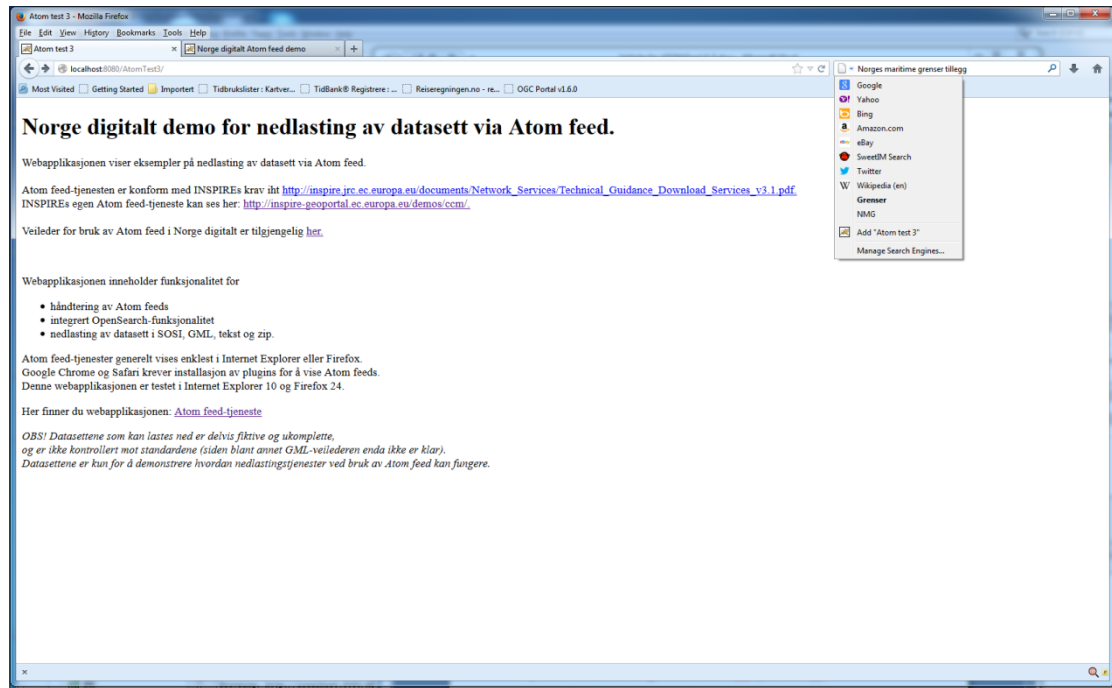 Atom test 3 - Mozilla Firefox
File Edit View History Bookmarks Tools Help
Atom test 3
Norge digitalt Atom feed demo
localhost:8080/AtomTest3/
Norges maritime grenser tillegg
Most Visited Getting Started Importert Tidbrukslister : Kartver... TidBank® Registrere : ... Reiseregningen.no - re... OGC Portal v1.6.0
Google
Yahoo
Bing
Amazon.com
eBay
SweetIM Search
Twitter
Wikipedia (en)
Grenser
NMG
Add "Atom test 3"
Manage Search Engines...
Norge digitalt demo for nedlasting av datasett via Atom feed.
Webapplikasjonen viser eksempler på nedlasting av datasett via Atom feed.
Atom feed-tjenesten er konform med INSPIREs krav iht http://inspire.jrc.ec.europa.eu/documents/Network_Services/Technical_Guidance_Download_Services_v3.1.pdf.
INSPIREs egen Atom feed-tjeneste kan ses her: http://inspire-geoportal.ec.europa.eu/demos/ccm/.
Veileder for bruk av Atom feed i Norge digitalt er tilgjengelig her.
Webapplikasjonen inneholder funksjonalitet for
• håndtering av Atom feeds
• integrert OpenSearch-funksjonalitet
• nedlasting av datasett i SOSI, GML, tekst og zip.
Atom feed-tjenester generelt vises enklest i Internet Explorer eller Firefox.
Google Chrome og Safari krever installasjon av plugins for å vise Atom feeds.
Denne webapplikasjonen er testet i Internet Explorer 10 og Firefox 24.
Her finner du webapplikasjonen: Atom feed-tjeneste
OBS! Datasettene som kan lastes ned er delvis fiktive og ukomplette,
og er ikke kontrollert mot standardene (siden blant annet GML-veilederen enda ikke er klar).
Datasettene er kun for å demonstrere hvordan nedlastingstjenester ved bruk av Atom feed kan fungere.